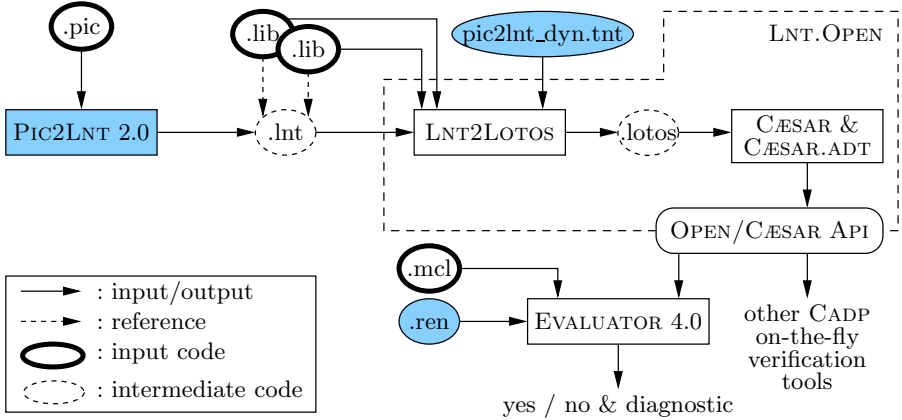 .pic
.lib
.lib
pic2lnt_dyn.tnt
LNT.OPEN
PIC2LNT 2.0
.lnt
LNT2LOTOS
.lotos
CÆSAR &
CÆSAR.ADT
OPEN/CÆSAR API
.mcl
.ren
EVALUATOR 4.0
other CADP
on-the-fly
verification
tools
yes / no & diagnostic
: input/output
: reference
: input code
: intermediate code